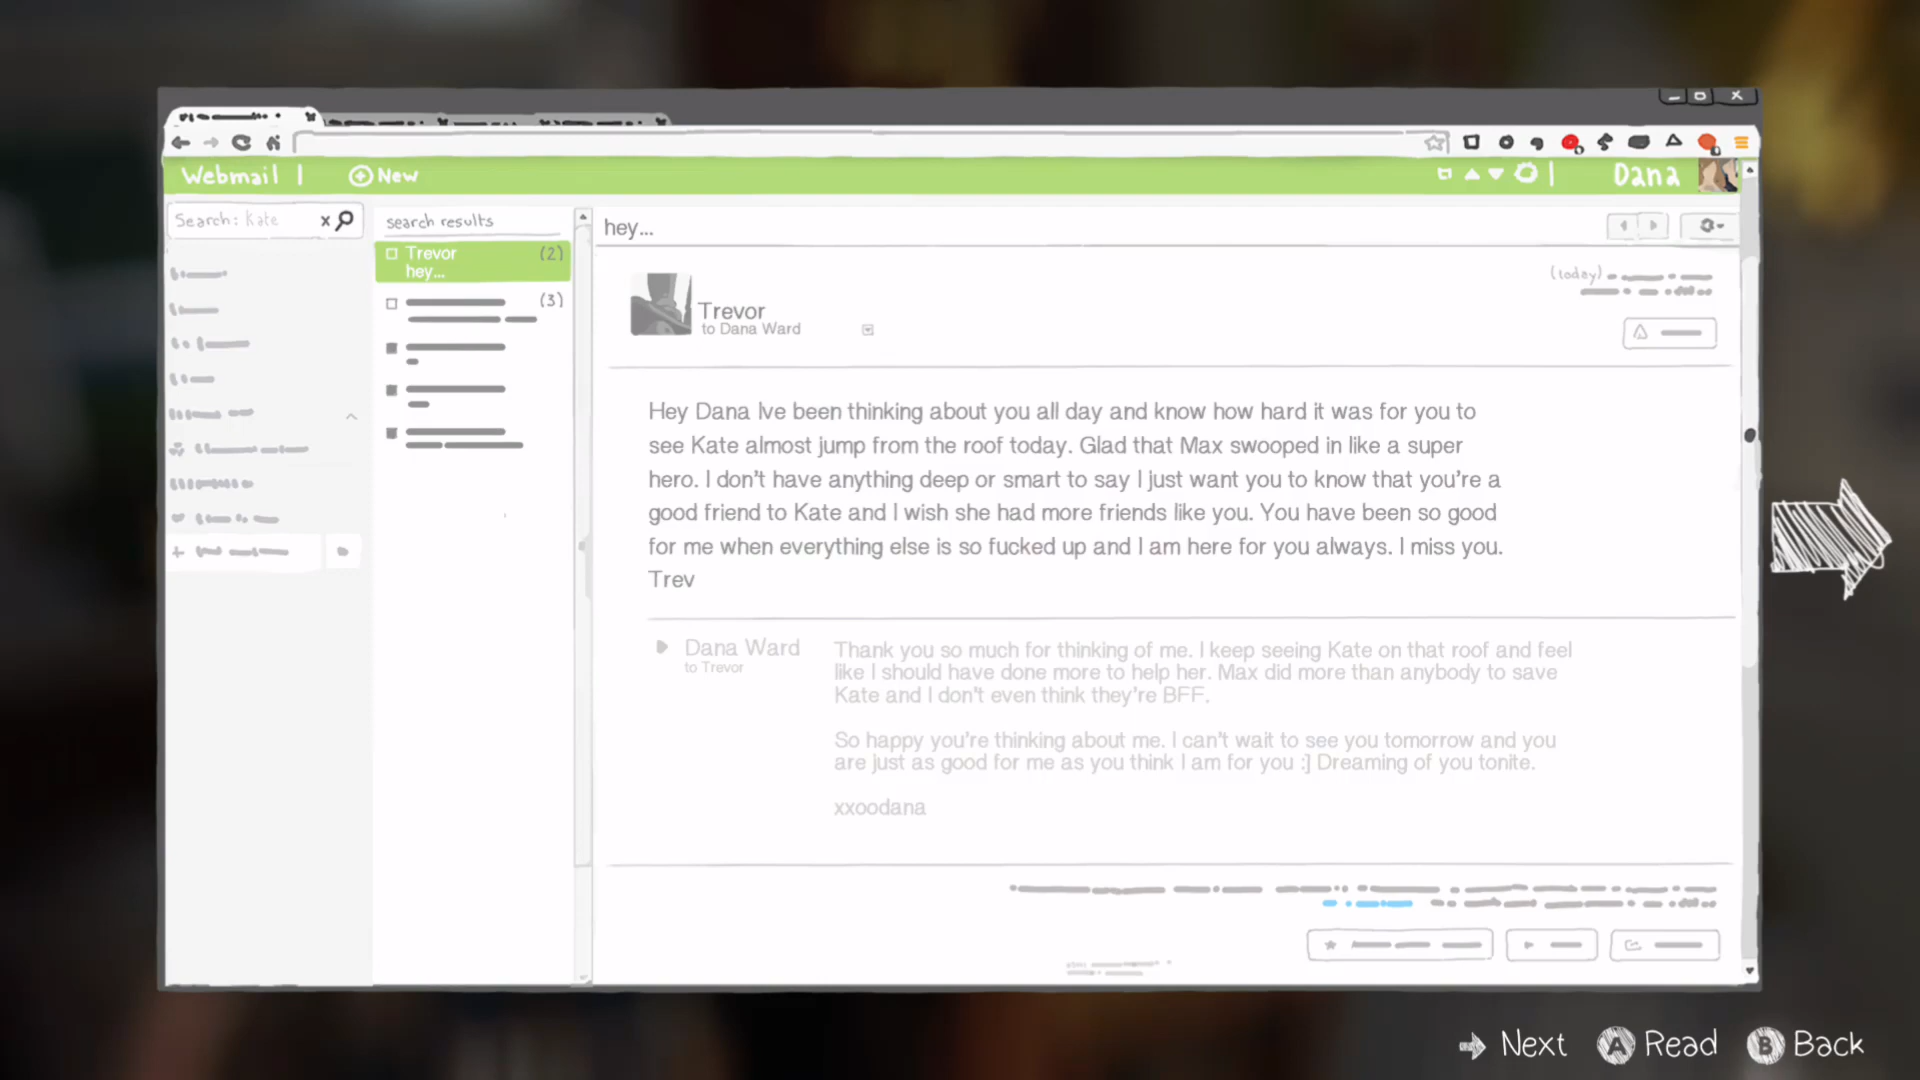 Webmail | New
Dana
Search: Kate x
search results
Trevor (2)
hey...
(3)
hey...
(today)
Trevor
to Dana Ward
Hey Dana Ive been thinking about you all day and know how hard it was for you to
see Kate almost jump from the roof today. Glad that Max swooped in like a super
hero. I don't have anything deep or smart to say I just want you to know that you're a
good friend to Kate and I wish she had more friends like you. You have been so good
for me when everything else is so fucked up and I am here for you always. I miss you.
Trev
Dana Ward
to Trevor
Thank you so much for thinking of me. I keep seeing Kate on that roof and feel
like I should have done more to help her. Max did more than anybody to save
Kate and I don't even think they're BFF.
So happy you're thinking about me. I can't wait to see you tomorrow and you
are just as good for me as you think I am for you :] Dreaming of you tonite.
xxoodana
Next A Read B Back